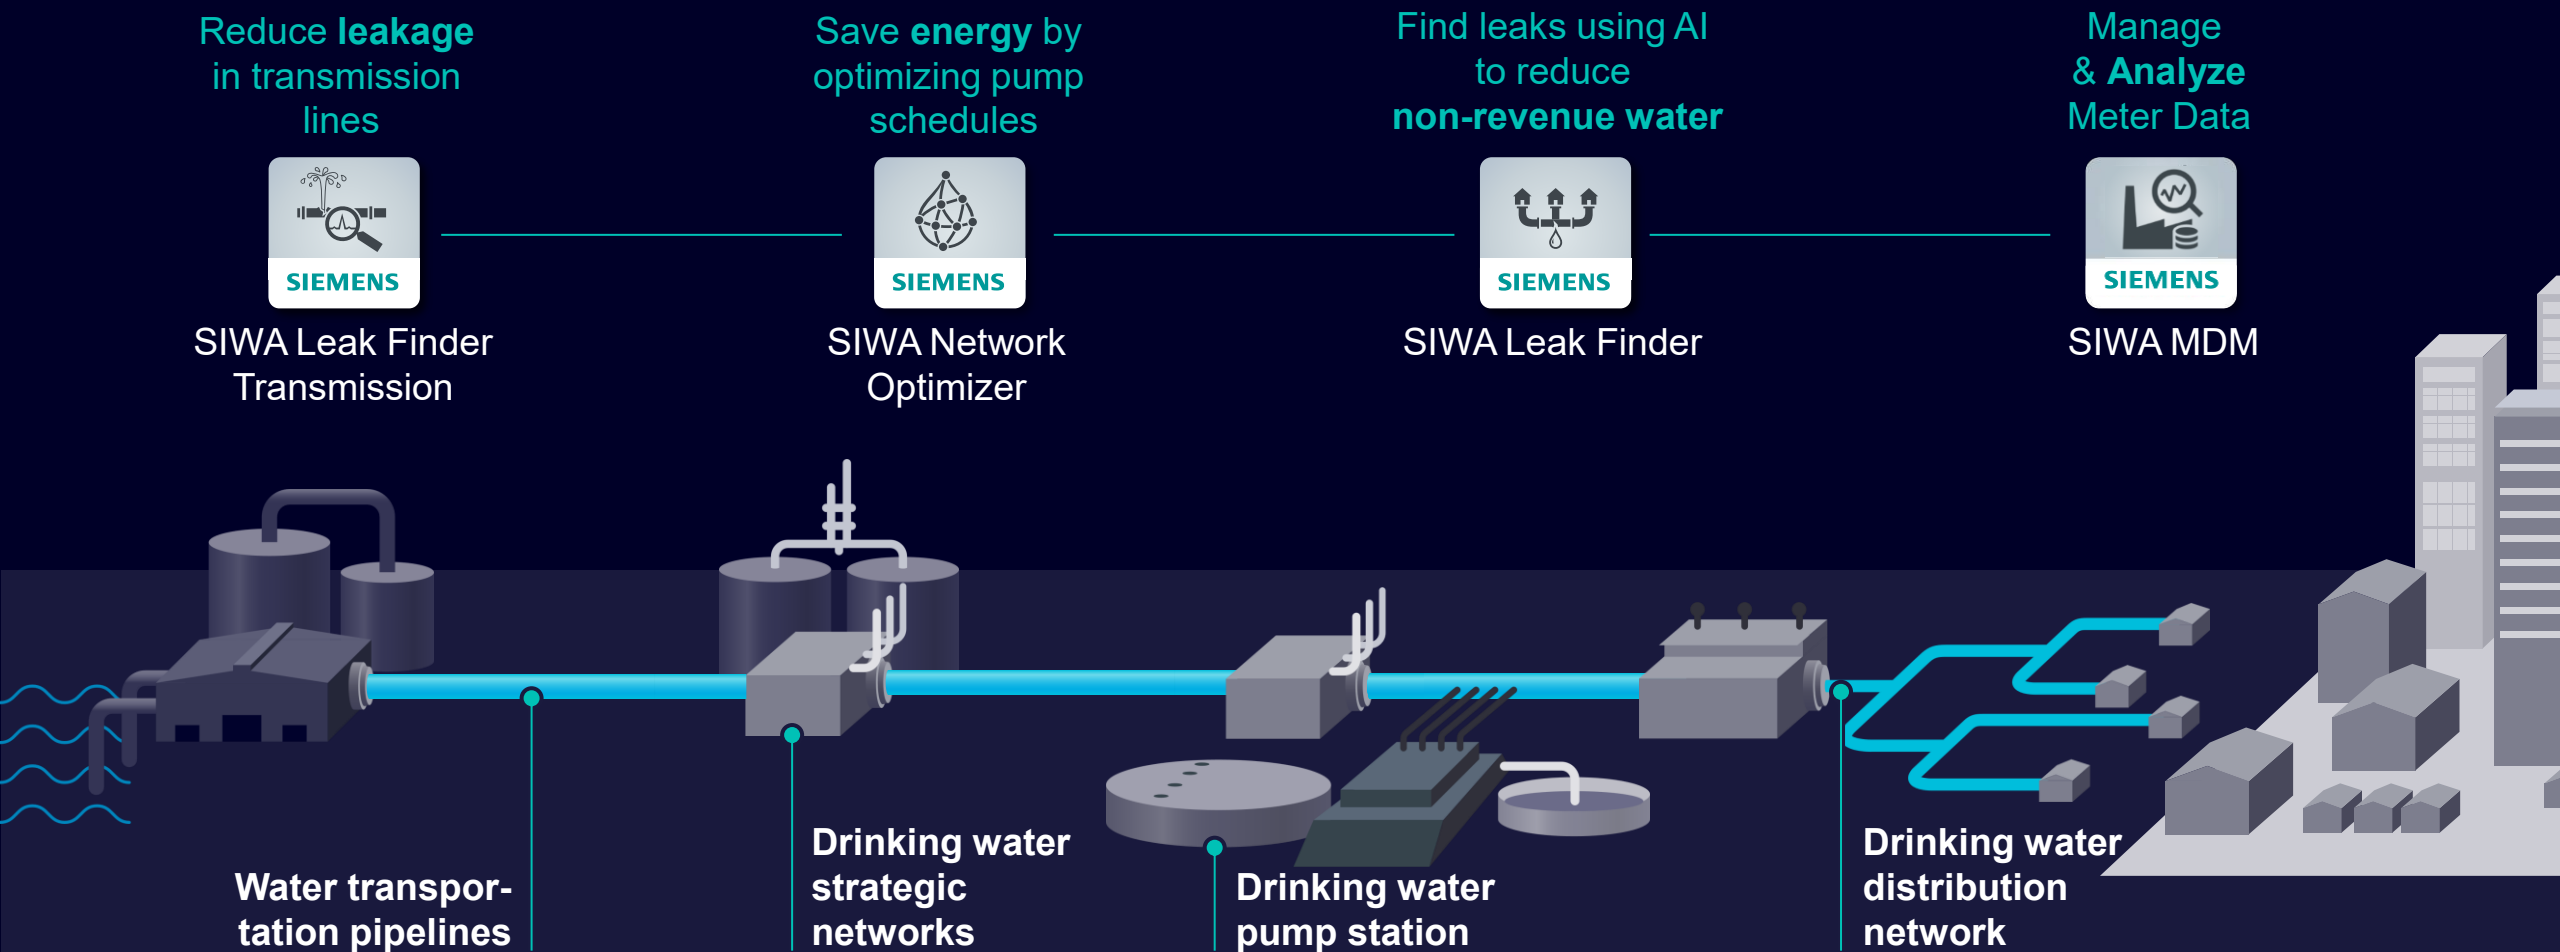 Reduce leakage
in transmission
lines
Save energy by
optimizing pump
schedules
Find leaks using AI
to reduce
non-revenue water
Manage
& Analyze
Meter Data
SIEMENS
SIEMENS
SIEMENS
SIEMENS
SIWA Leak Finder
Transmission
SIWA Network
Optimizer
SIWA Leak Finder
SIWA MDM
Water transpor-
tation pipelines
Drinking water
strategic
networks
Drinking water
pump station
Drinking water
distribution
network